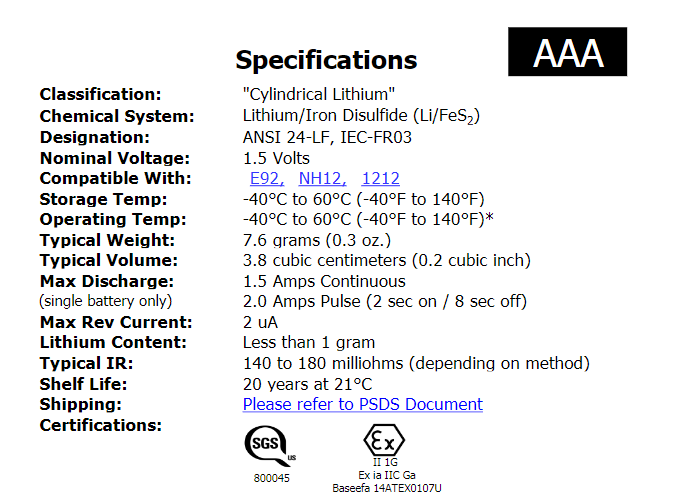 AAA
Specifications
Classification: "Cylindrical Lithium"
Chemical System: Lithium/Iron Disulfide (Li/FeS₂)
Designation: ANSI 24-LF, IEC-FR03
Nominal Voltage: 1.5 Volts
Compatible With: E92, NH12, 1212
Storage Temp: -40°C to 60°C (-40°F to 140°F)
Operating Temp: -40°C to 60°C (-40°F to 140°F)*
Typical Weight: 7.6 grams (0.3 oz.)
Typical Volume: 3.8 cubic centimeters (0.2 cubic inch)
Max Discharge: 1.5 Amps Continuous
(single battery only) 2.0 Amps Pulse (2 sec on / 8 sec off)
Max Rev Current: 2 uA
Lithium Content: Less than 1 gram
Typical IR: 140 to 180 milliohms (depending on method)
Shelf Life: 20 years at 21°C
Shipping: Please refer to PSDS Document
Certifications:
SGS us
800045
Ex
II 1G
Ex ia IIC Ga
Baseefa 14ATEX0107U